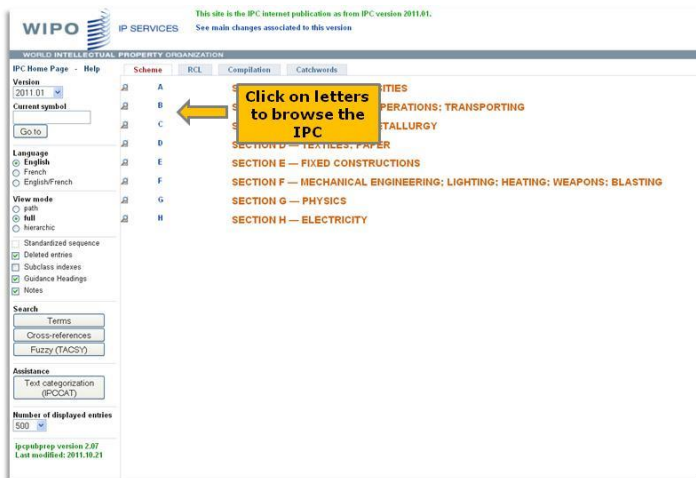 This site is the IPC internet publication as from IPC version 2011.01.
WIPO
IP SERVICES
See main changes associated to this version
WORLD INTELLECTUAL PROPERTY ORGANIZATION
IPC Home Page - Help
Scheme
RCL
Compilation
Catchwords
Version
2011.01
Current symbol
Go to
Language
English
French
English/French
View mode
path
full
hierarchic
Standardized sequence
Deleted entries
Subclass indexes
Guidance Headings
Notes
Search
Terms
Cross-references
Fuzzy (TACSY)
Assistance
Text categorization
(IPCCAT)
Number of displayed entries
500
ipcpubprep version 2.07
Last modified: 2011.10.21
A
B
PERATIONS; TRANSPORTING
C
TALLURGY
D SECTION D — TEXTILES; PAPER
E SECTION E — FIXED CONSTRUCTIONS
F SECTION F — MECHANICAL ENGINEERING; LIGHTING; HEATING; WEAPONS; BLASTING
G SECTION G — PHYSICS
H SECTION H — ELECTRICITY
Click on letters
to browse the
IPC